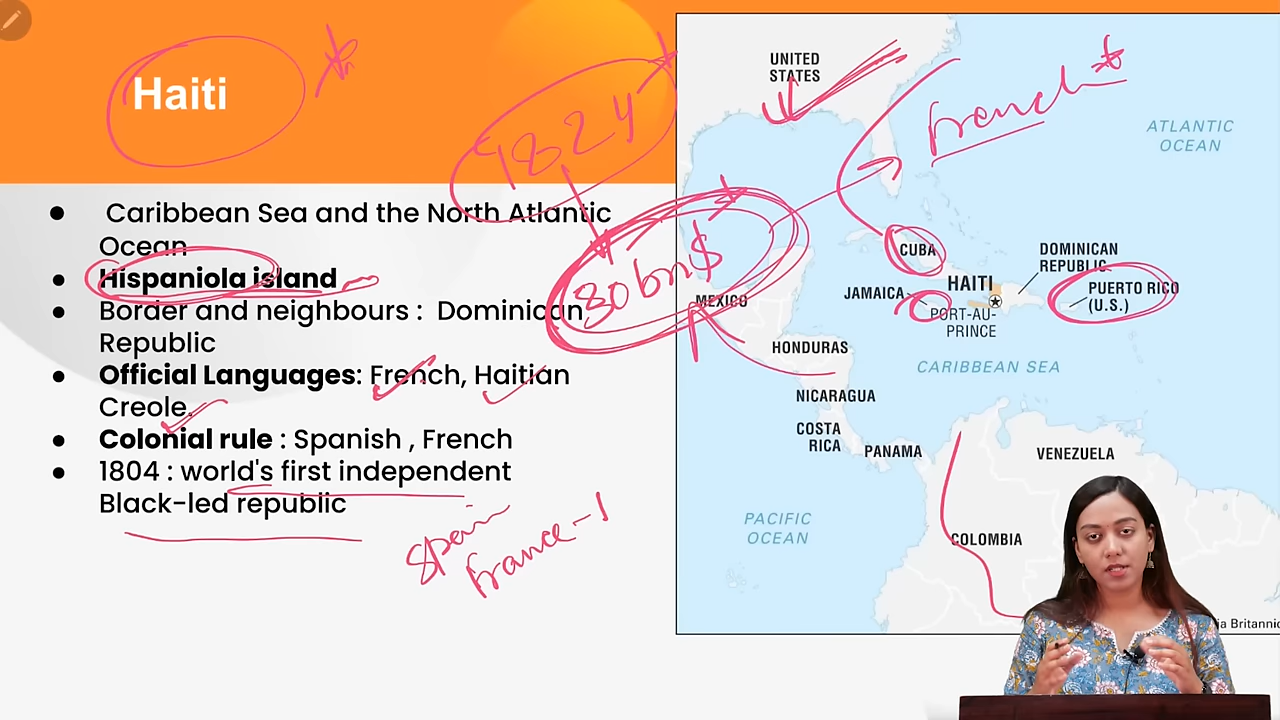 Haiti
1824
80bn$
French
Caribbean Sea and the North Atlantic
Ocean
Hispaniola island
Border and neighbours : Dominican
Republic
Official Languages: French, Haitian
Creole
Colonial rule : Spanish , French
1804 : world's first independent
Black-led republic
Spain
France-1
UNITED
STATES
ATLANTIC
OCEAN
CUBA
DOMINICAN
REPUBLIC
HAITI
JAMAICA
PUERTO RICO
(U.S.)
PORT-AU-
PRINCE
MEXICO
HONDURAS
CARIBBEAN SEA
NICARAGUA
COSTA
RICA
PANAMA
VENEZUELA
PACIFIC
OCEAN
COLOMBIA